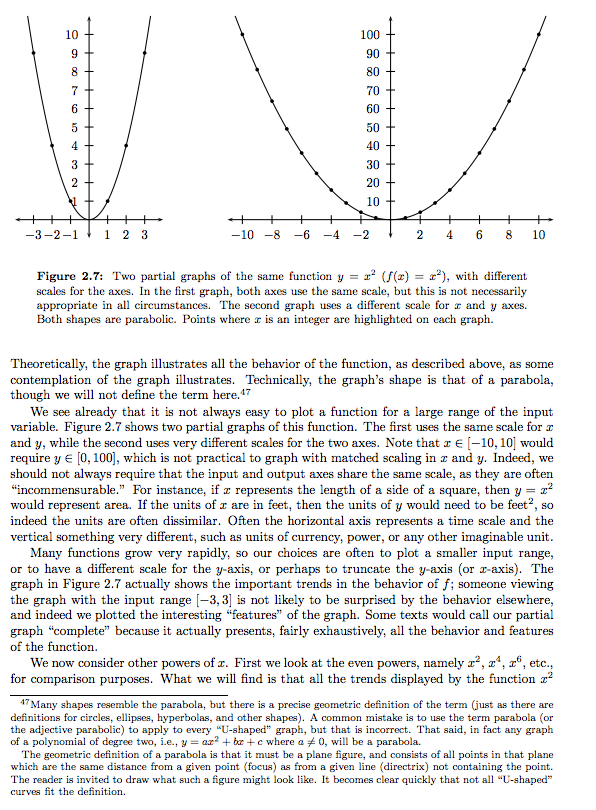 10
9
8
7
6
5
4
3
2
1
−3 −2 −1 1 2 3
100
90
80
70
60
50
40
30
20
10
−10 −8 −6 −4 −2 2 4 6 8 10
Figure 2.7: Two partial graphs of the same function y = x² (f(x) = x²), with different
scales for the axes. In the first graph, both axes use the same scale, but this is not necessarily
appropriate in all circumstances. The second graph uses a different scale for x and y axes.
Both shapes are parabolic. Points where x is an integer are highlighted on each graph.
Theoretically, the graph illustrates all the behavior of the function, as described above, as some
contemplation of the graph illustrates. Technically, the graph's shape is that of a parabola,
though we will not define the term here.⁴⁷
We see already that it is not always easy to plot a function for a large range of the input
variable. Figure 2.7 shows two partial graphs of this function. The first uses the same scale for x
and y, while the second uses very different scales for the two axes. Note that x ∈ [−10, 10] would
require y ∈ [0, 100], which is not practical to graph with matched scaling in x and y. Indeed, we
should not always require that the input and output axes share the same scale, as they are often
“incommensurable.” For instance, if x represents the length of a side of a square, then y = x²
would represent area. If the units of x are in feet, then the units of y would need to be feet², so
indeed the units are often dissimilar. Often the horizontal axis represents a time scale and the
vertical something very different, such as units of currency, power, or any other imaginable unit.
Many functions grow very rapidly, so our choices are often to plot a smaller input range,
or to have a different scale for the y-axis, or perhaps to truncate the y-axis (or x-axis). The
graph in Figure 2.7 actually shows the important trends in the behavior of f; someone viewing
the graph with the input range [−3, 3] is not likely to be surprised by the behavior elsewhere,
and indeed we plotted the interesting “features” of the graph. Some texts would call our partial
graph “complete” because it actually presents, fairly exhaustively, all the behavior and features
of the function.
We now consider other powers of x. First we look at the even powers, namely x², x⁴, x⁶, etc.,
for comparison purposes. What we will find is that all the trends displayed by the function x²
⁴⁷Many shapes resemble the parabola, but there is a precise geometric definition of the term (just as there are
definitions for circles, ellipses, hyperbolas, and other shapes). A common mistake is to use the term parabola (or
the adjective parabolic) to apply to every “U-shaped” graph, but that is incorrect. That said, in fact any graph
of a polynomial of degree two, i.e., y = ax² + bx + c where a ≠ 0, will be a parabola.
The geometric definition of a parabola is that it must be a plane figure, and consists of all points in that plane
which are the same distance from a given point (focus) as from a given line (directrix) not containing the point.
The reader is invited to draw what such a figure might look like. It becomes clear quickly that not all “U-shaped”
curves fit the definition.